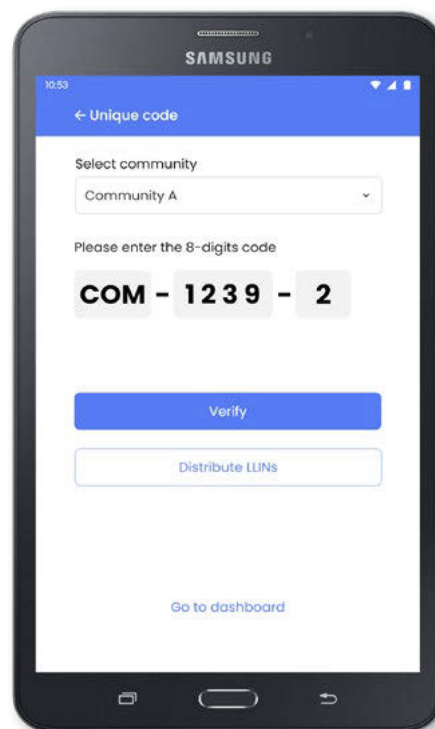 SAMSUNG
10:53
← Unique code
Select community
Community A
Please enter the 8-digits code
COM - 1239 - 2
Verify
Distribute LLINs
Go to dashboard